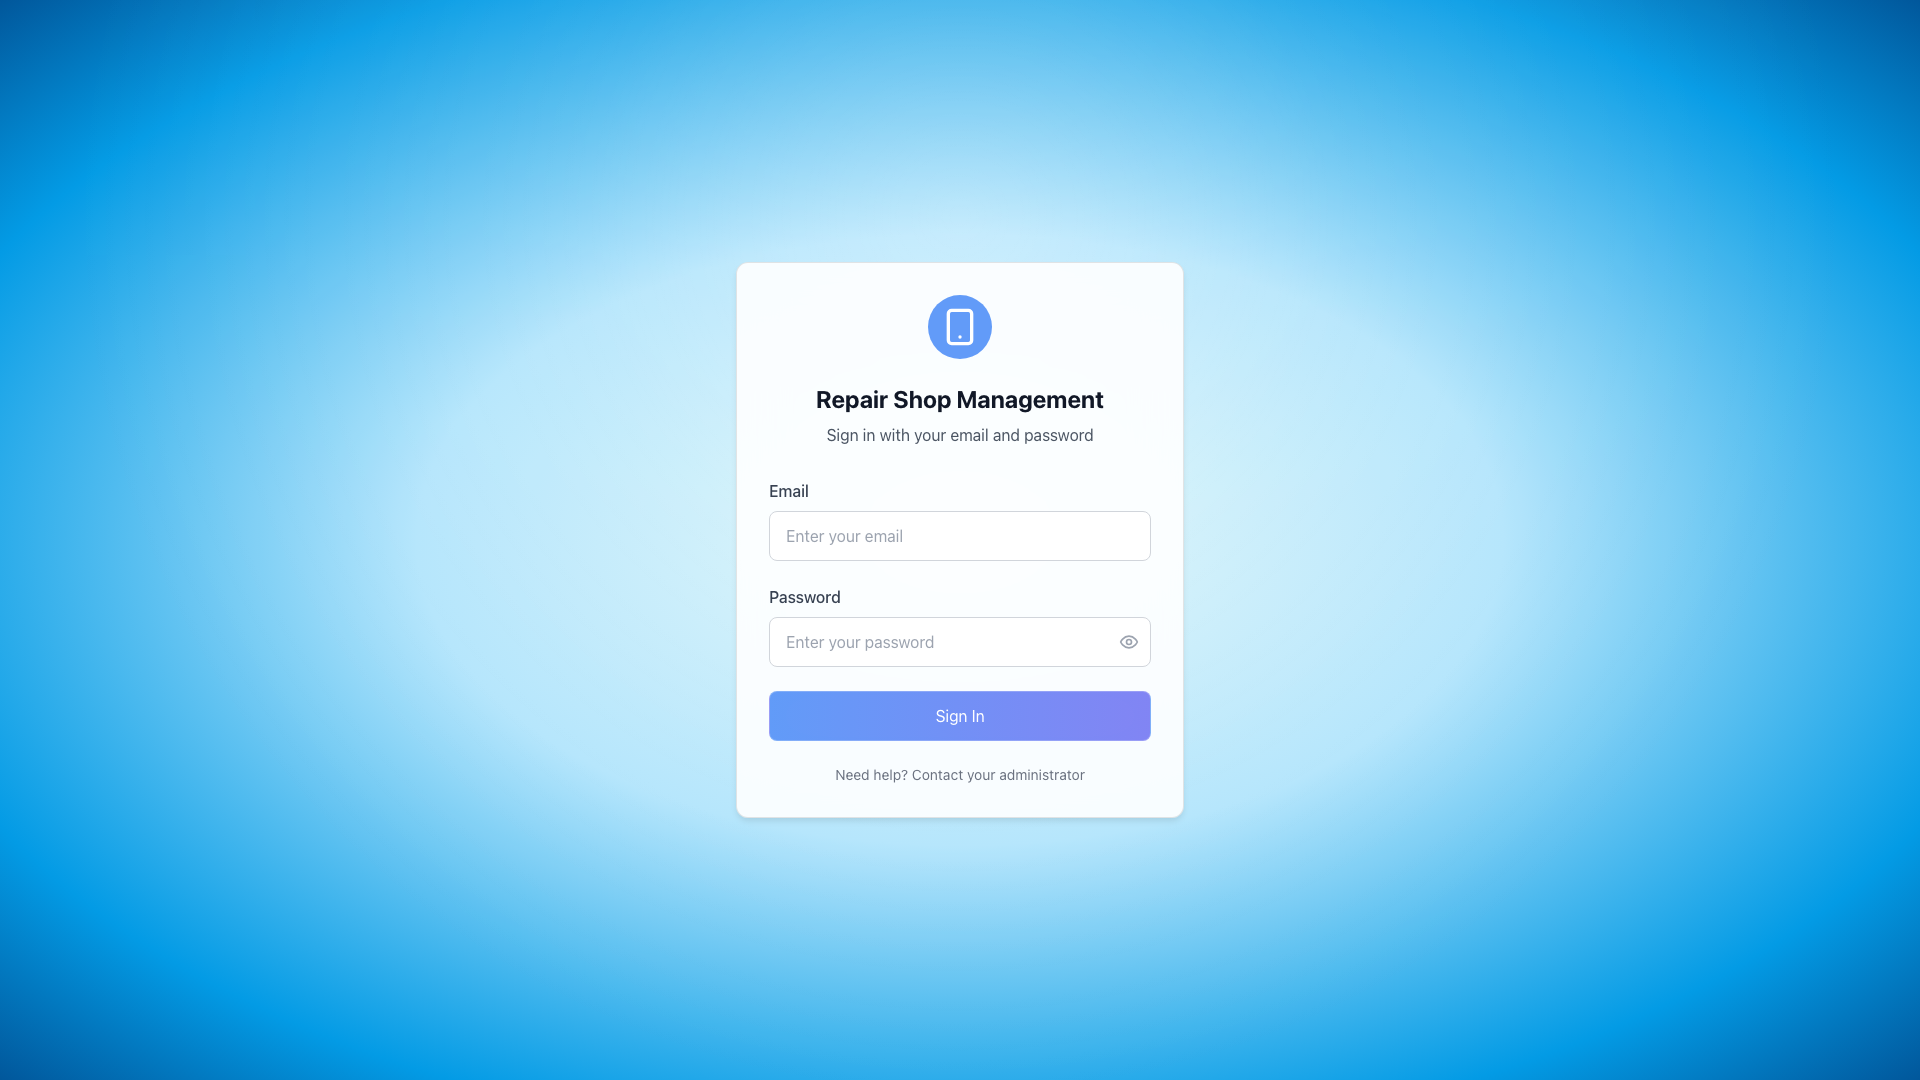 Repair Shop Management
Sign in with your email and password
Email
Enter your email
Password
Enter your password
Sign In
Need help? Contact your administrator